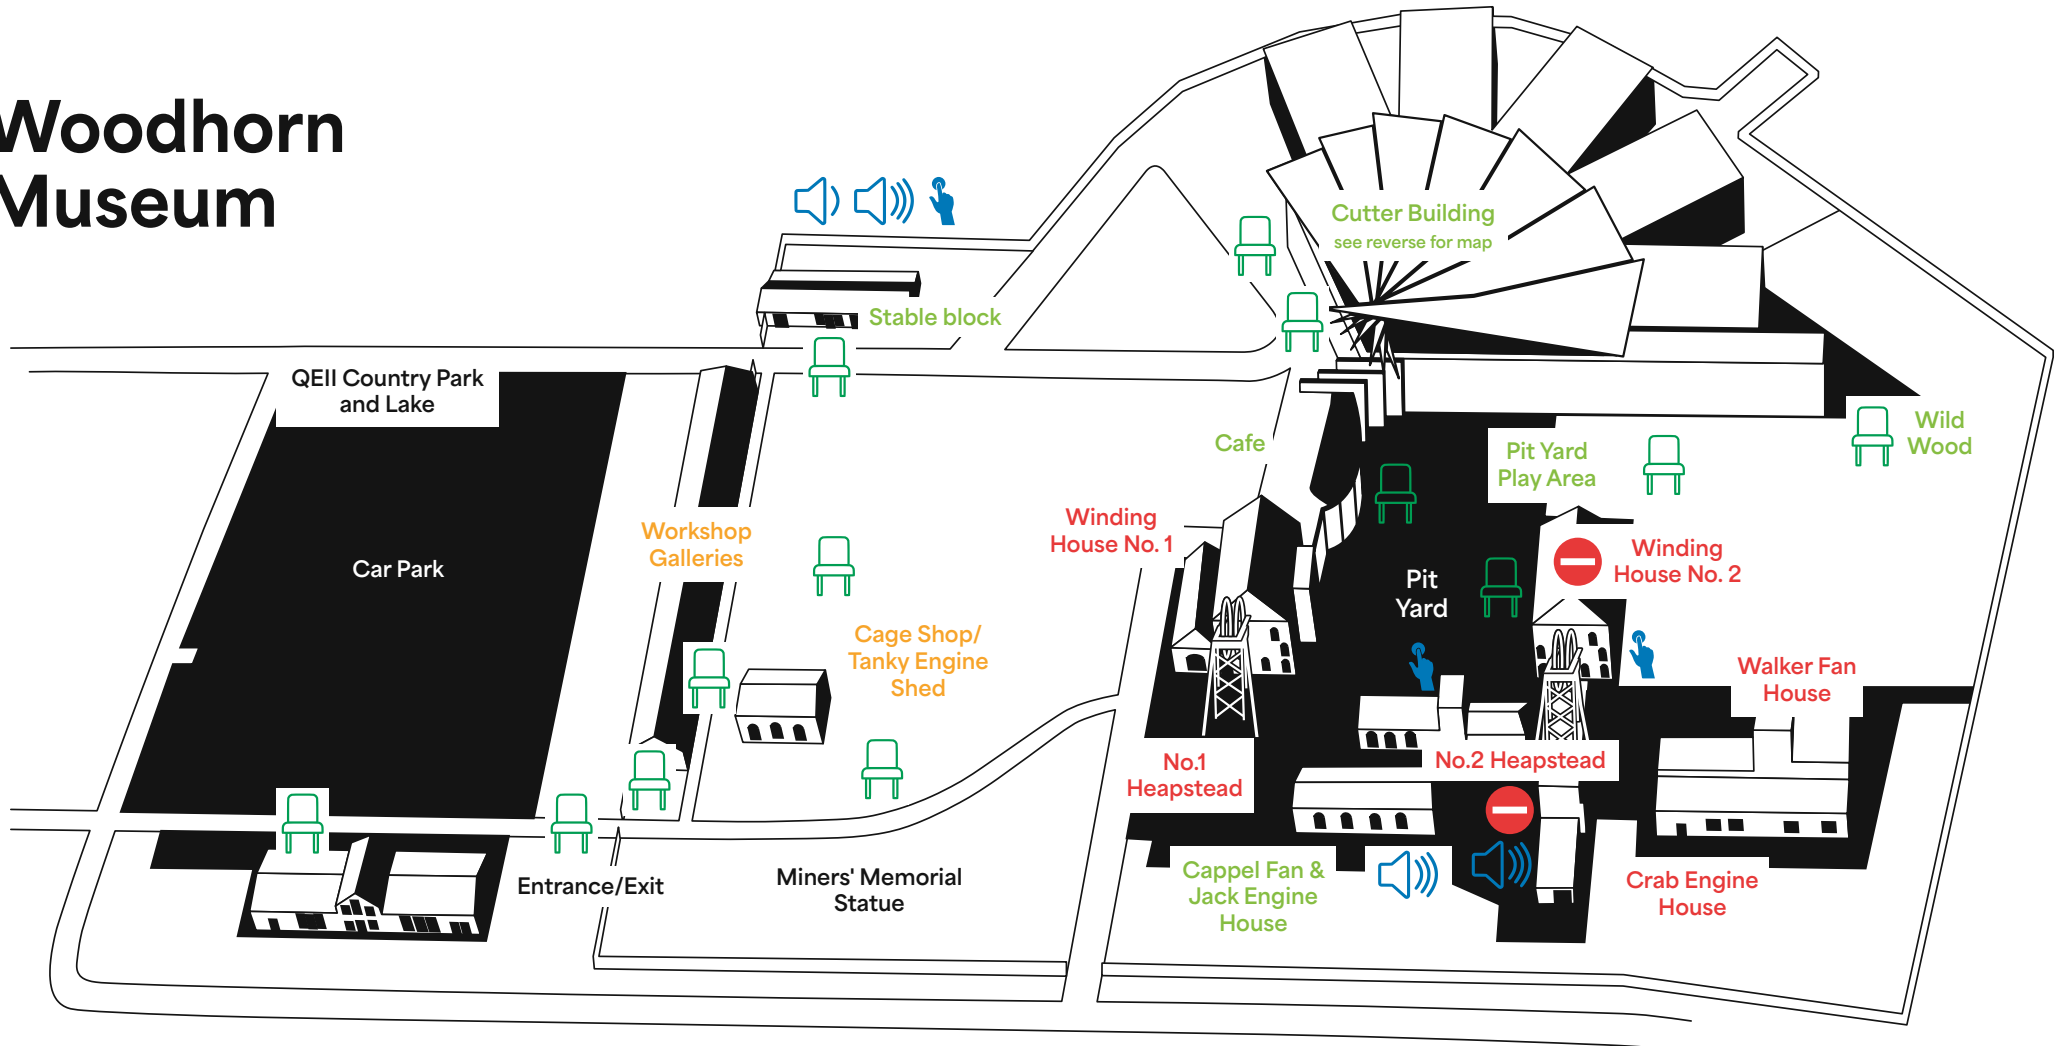 Woodhorn
Museum
Cutter Building
see reverse for map
Stable block
QEII Country Park
and Lake
Wild
Wood
Cafe
Pit Yard
Play Area
Winding
House No. 1
Workshop
Galleries
Winding
House No. 2
Car Park
Pit
Yard
Cage Shop/
Tanky Engine
Shed
Walker Fan
House
No.1
Heapstead
No.2 Heapstead
Entrance/Exit
Miners' Memorial
Statue
Cappel Fan &
Jack Engine
House
Crab Engine
House